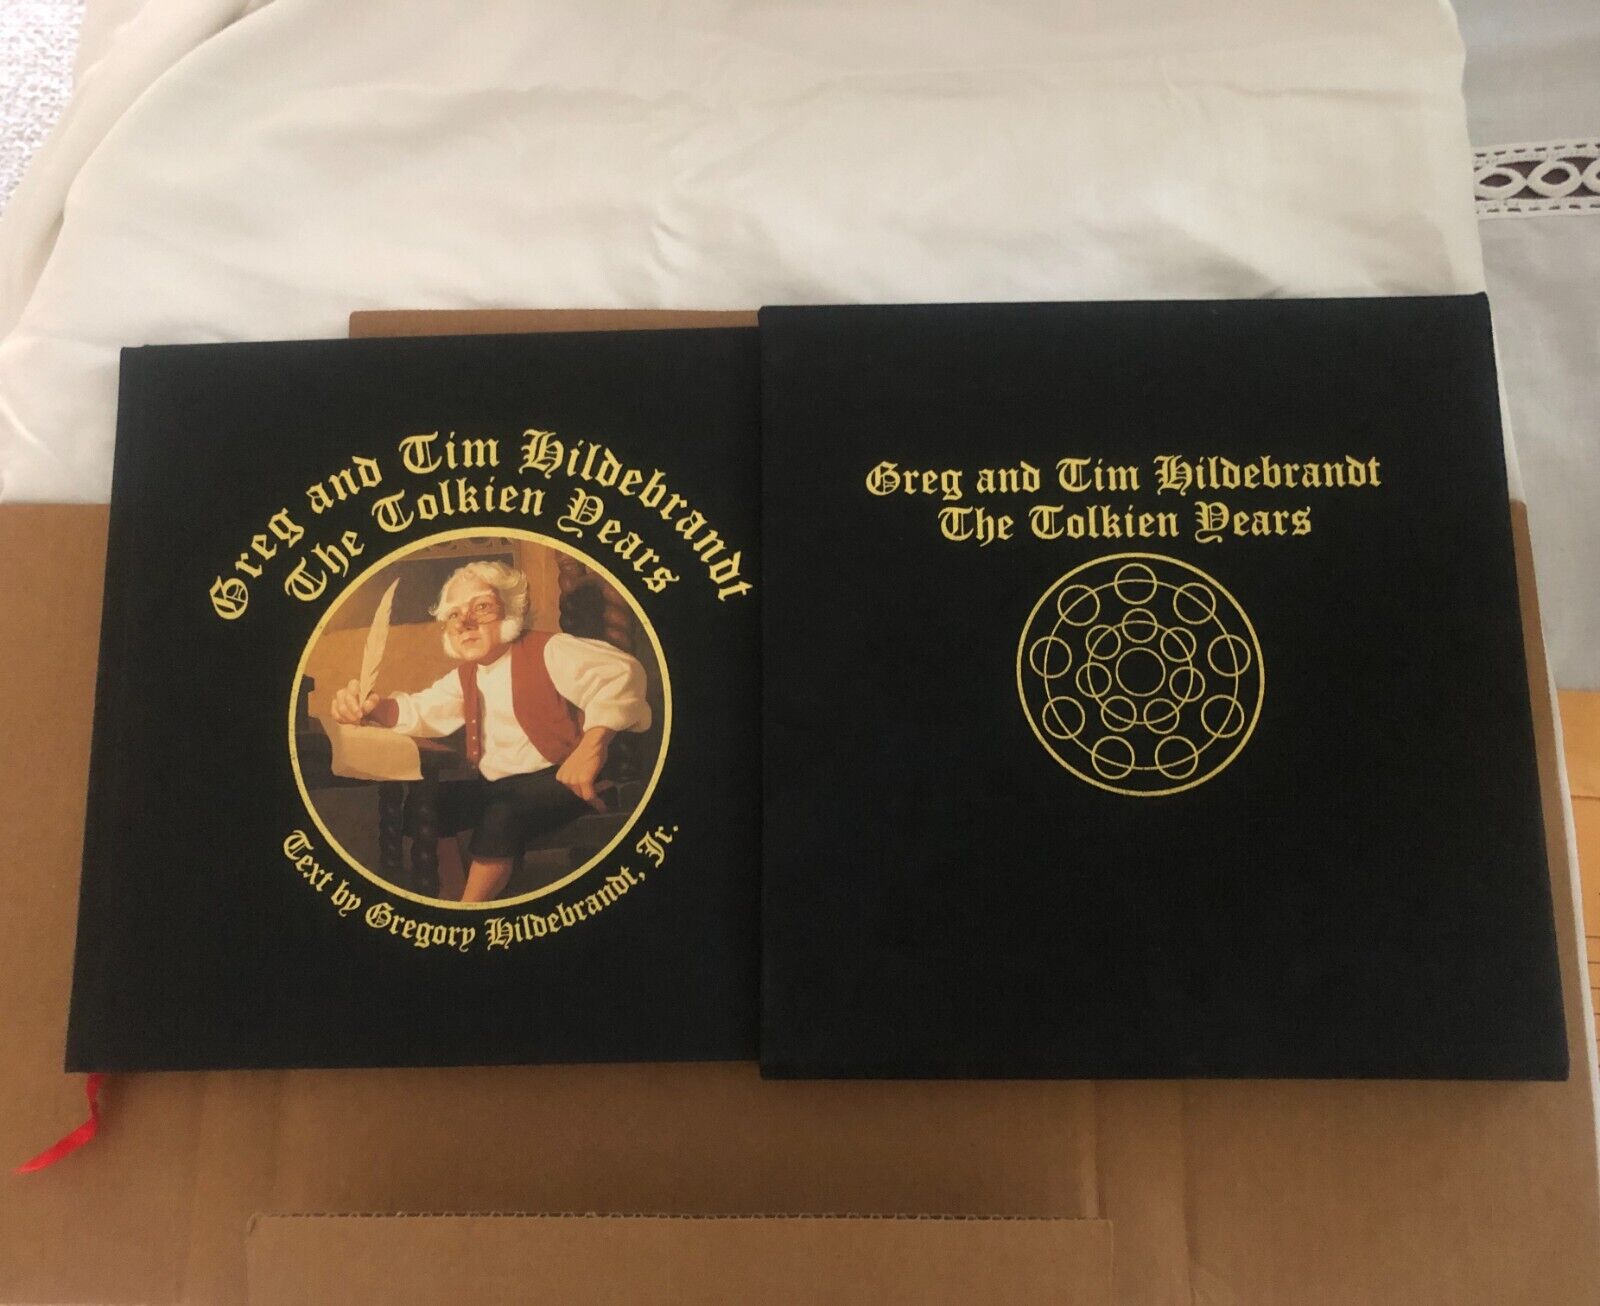 Greg and Tim Hildebrandt
The Tolkien Years
Text by Gregory Hildebrandt, Jr.
Greg and Tim Hildebrandt
The Tolkien Years